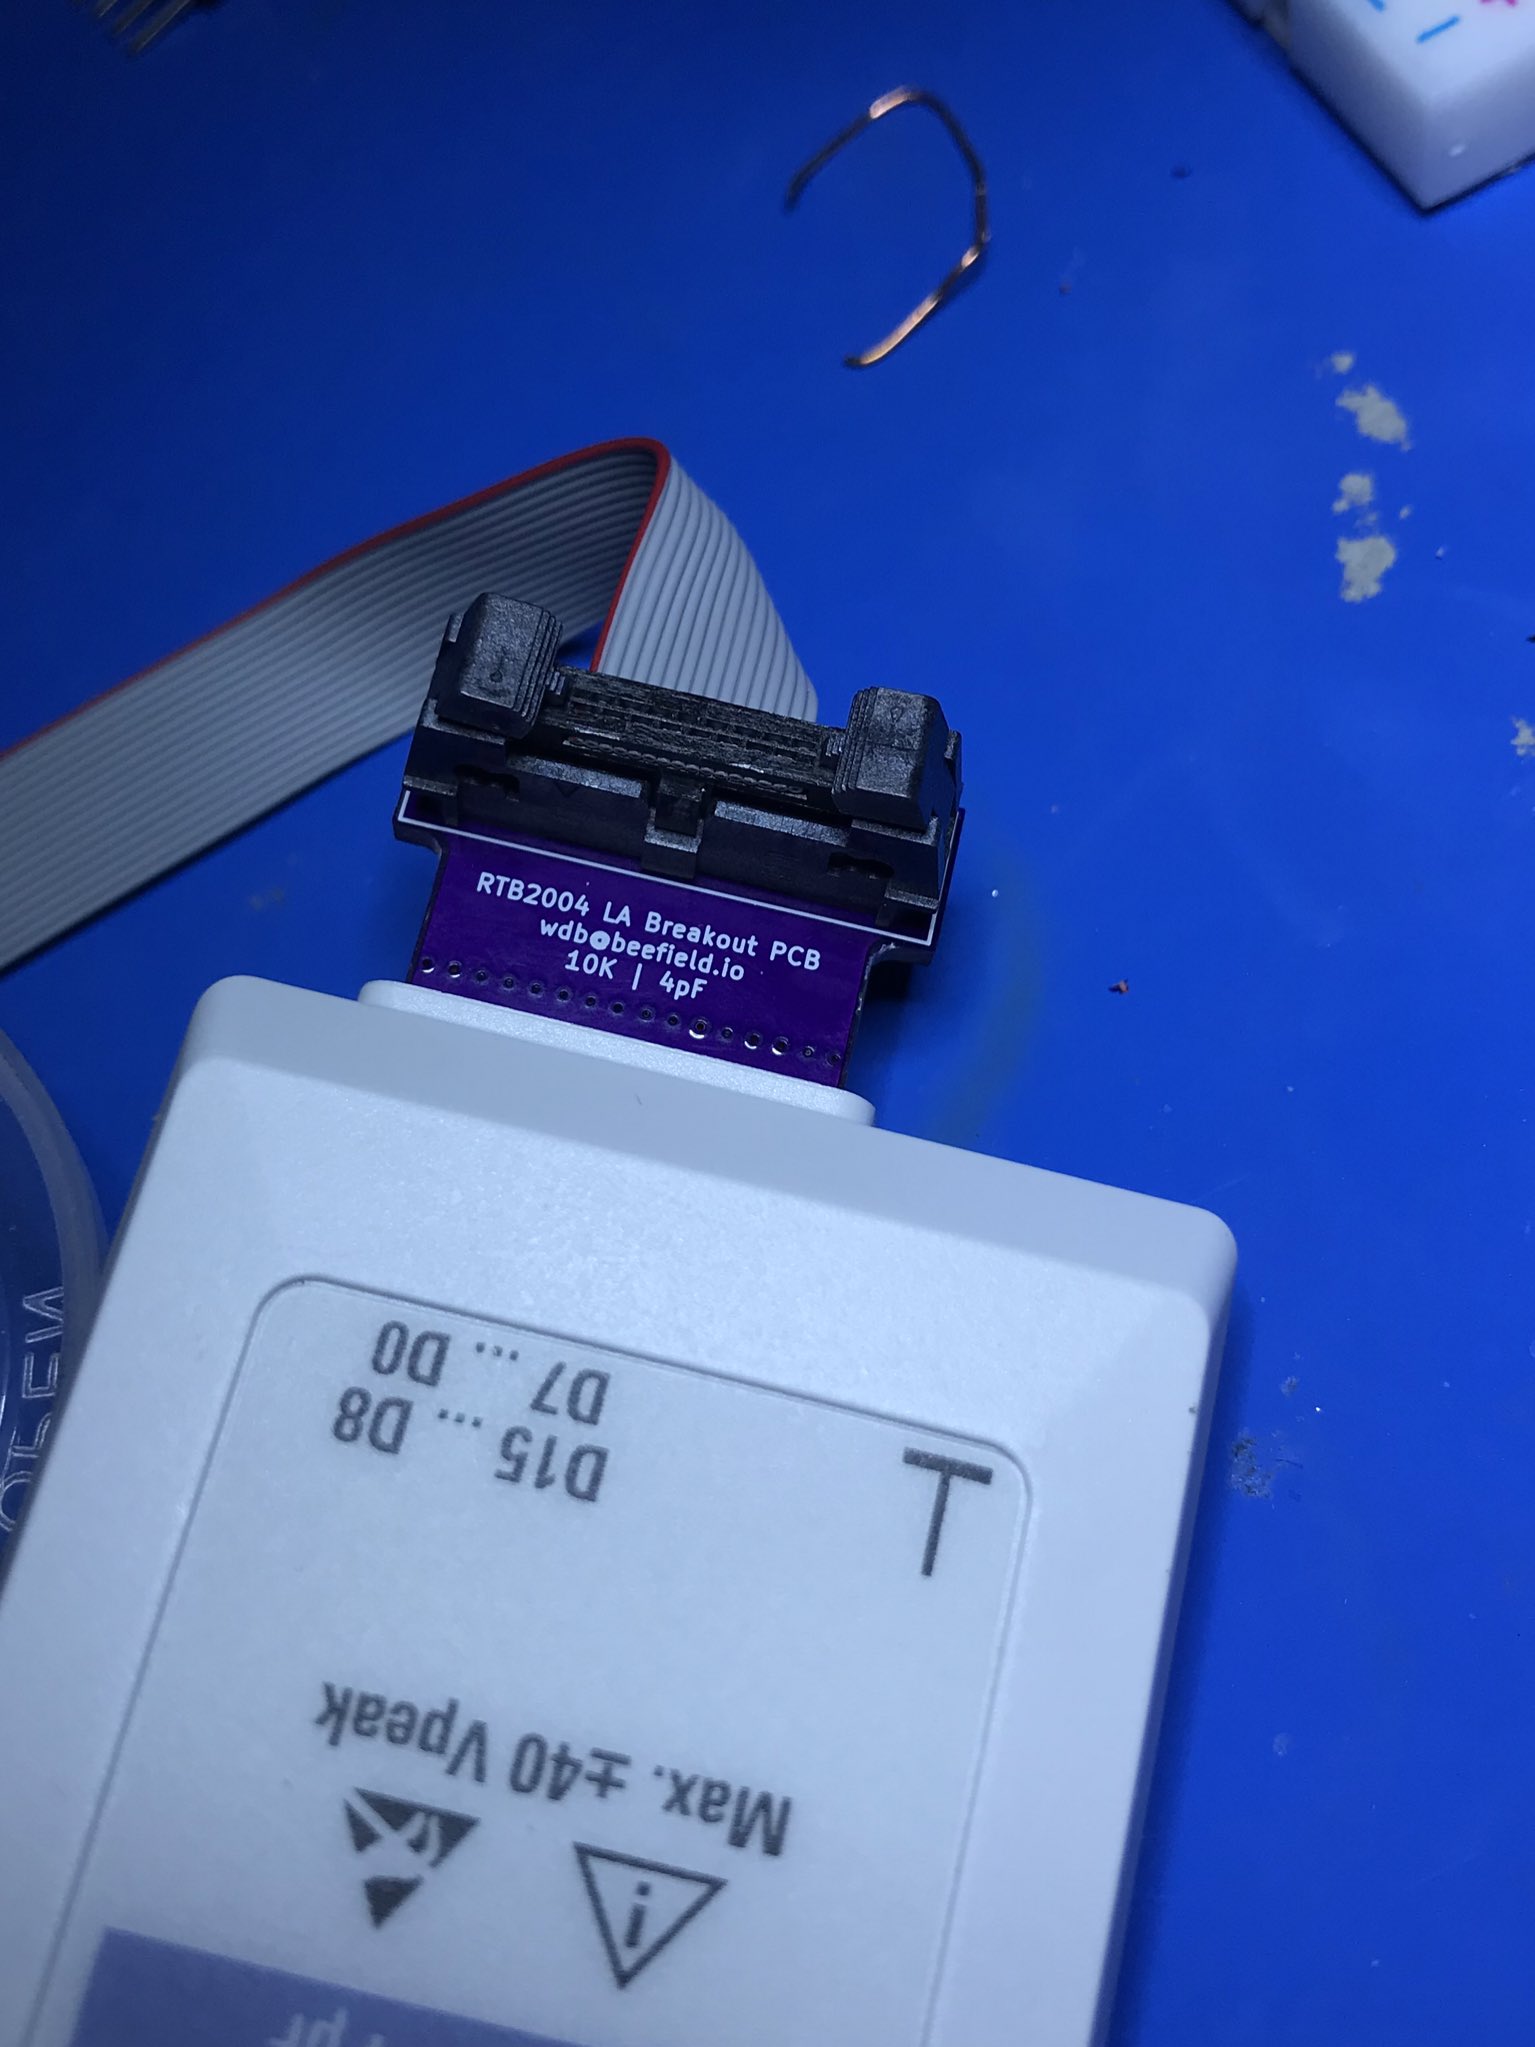 RTB2004 LA Breakout PCB
wdb@beefield.io
10K | 4pF
Max. ±40 Vpeak
D15 ... D8
D7 ... D0